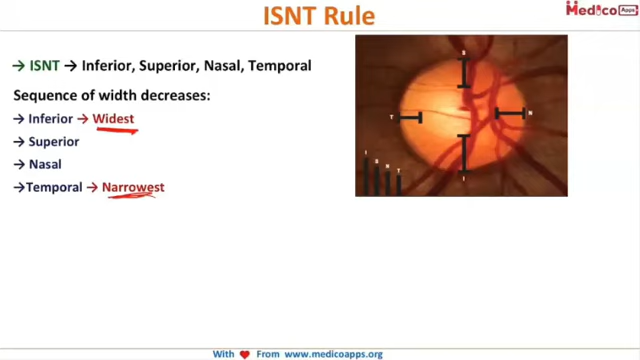 ISNT Rule
Medico Apps
→ ISNT → Inferior, Superior, Nasal, Temporal
Sequence of width decreases:
→ Inferior → Widest
→ Superior
→ Nasal
→Temporal → Narrowest
S
T
N
I
I S N T
With ❤ From www.medicoapps.org